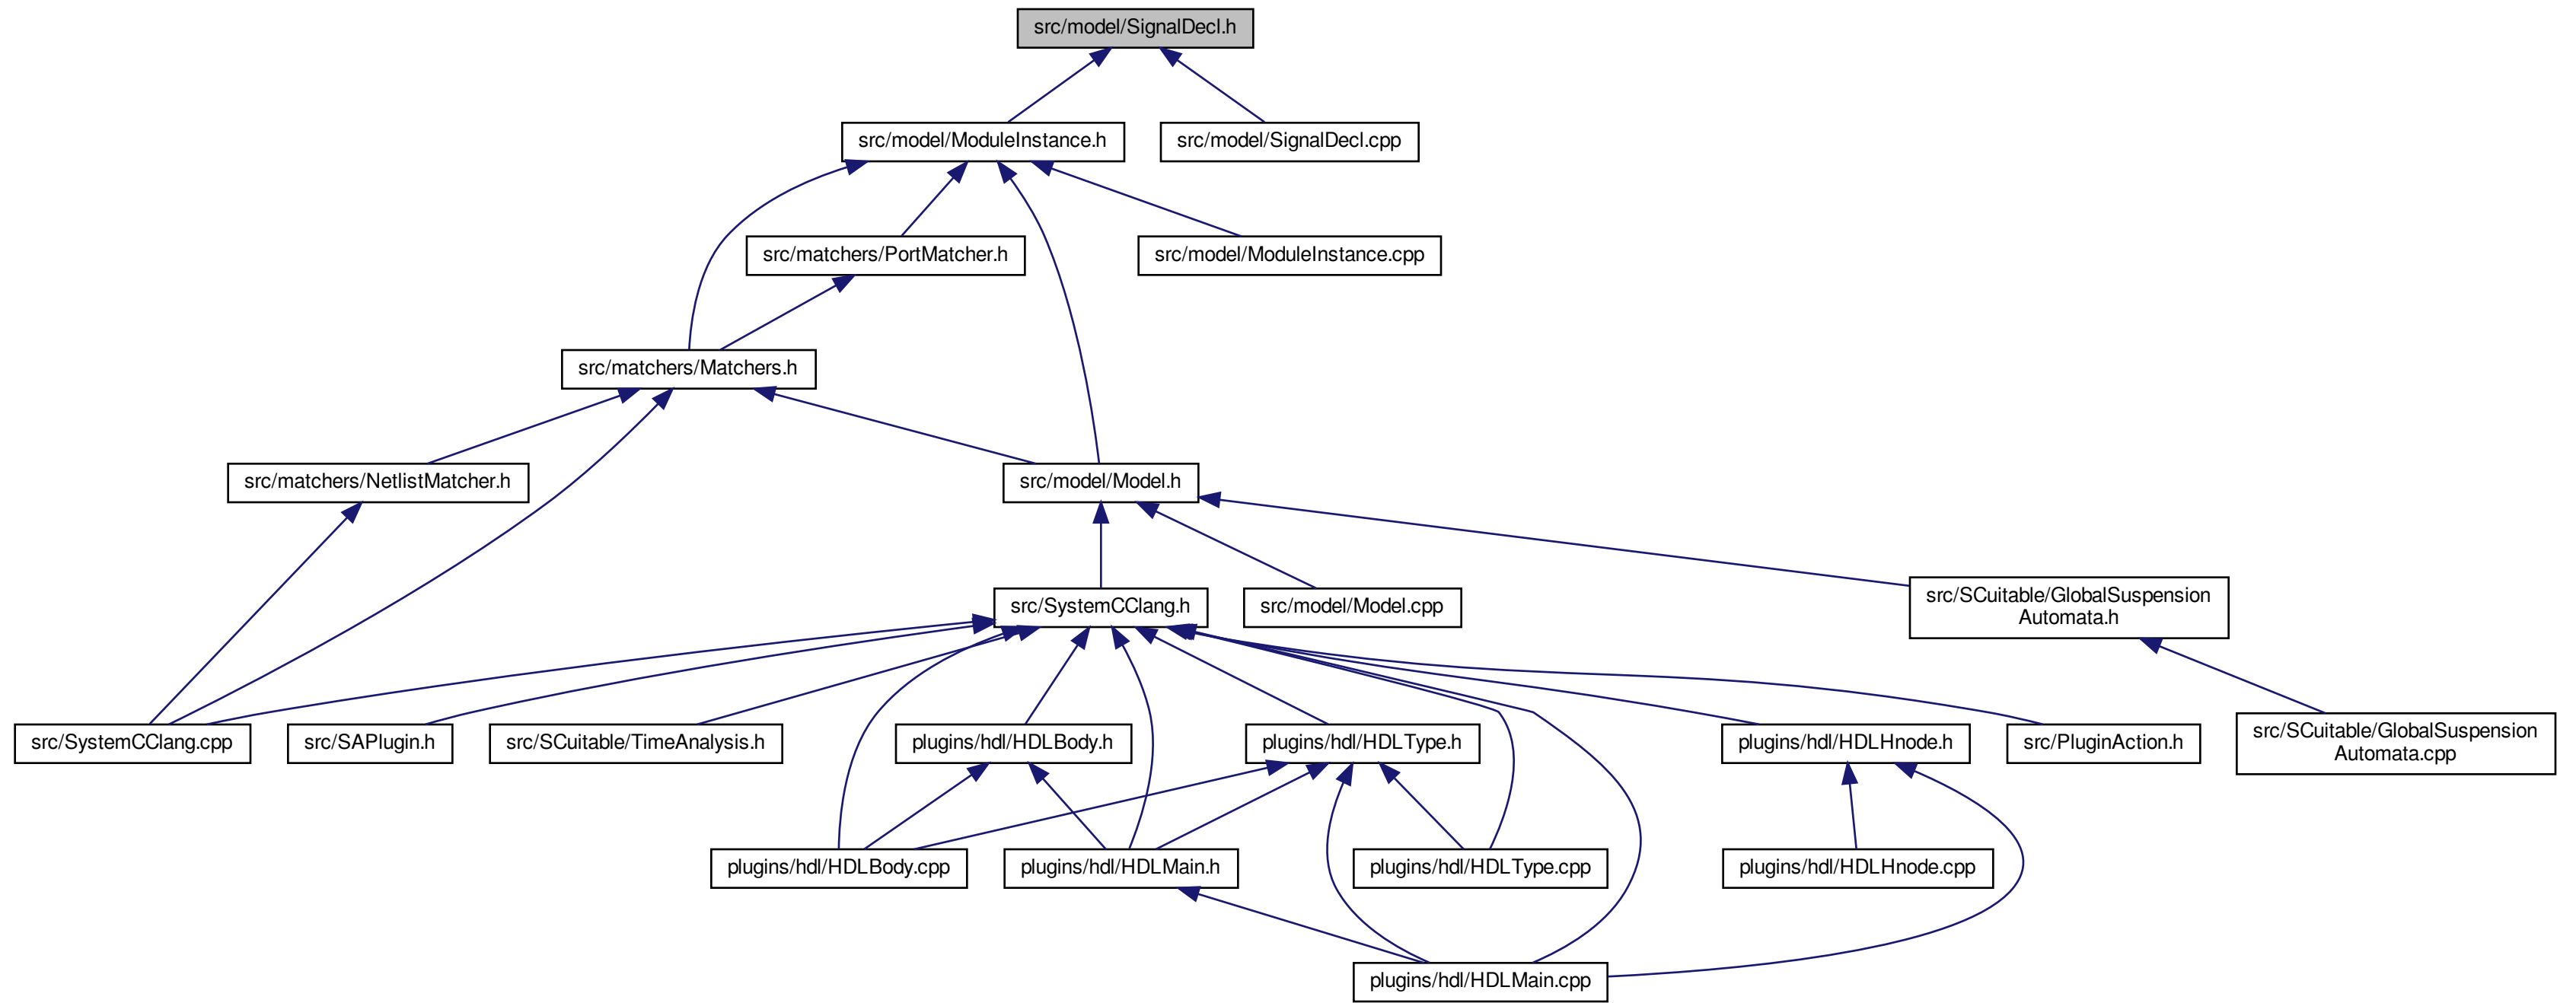 src/model/SignalDecl.h
src/model/ModuleInstance.h
src/model/SignalDecl.cpp
src/matchers/PortMatcher.h
src/model/ModuleInstance.cpp
src/matchers/Matchers.h
src/matchers/NetlistMatcher.h
src/model/Model.h
src/SystemCClang.h
src/model/Model.cpp
src/SCuitable/GlobalSuspension
Automata.h
src/SystemCClang.cpp
src/SAPlugin.h
src/SCuitable/TimeAnalysis.h
plugins/hdl/HDLBody.h
plugins/hdl/HDLType.h
plugins/hdl/HDLHnode.h
src/PluginAction.h
src/SCuitable/GlobalSuspension
Automata.cpp
plugins/hdl/HDLBody.cpp
plugins/hdl/HDLMain.h
plugins/hdl/HDLType.cpp
plugins/hdl/HDLHnode.cpp
plugins/hdl/HDLMain.cpp